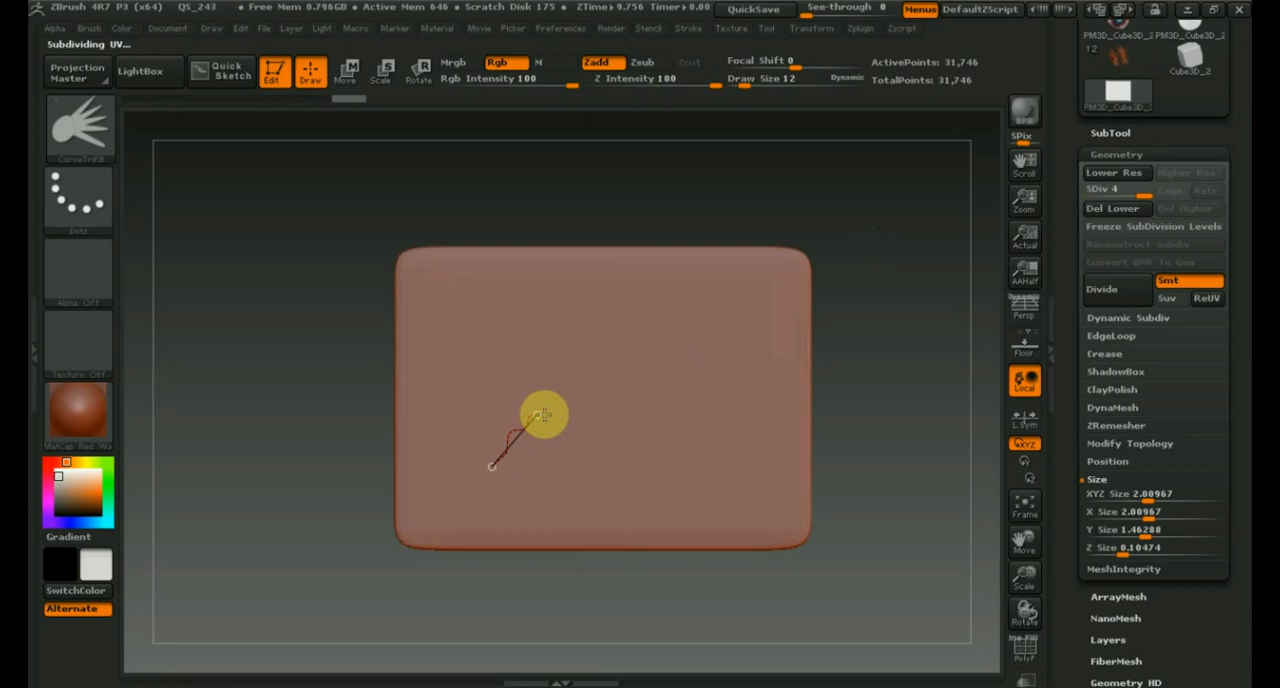 ZBrush 4R7 P3 (x64) QS_243 • Free Mem 0.796GB • Active Mem 646 • Scratch Disk 175 • ZTime▸9.756 Timer▸0.00 QuickSave See-through 0 Menus DefaultZScript
Alpha Brush Color Document Draw Edit File Layer Light Macro Marker Material Movie Picker Preferences Render Stencil Stroke Texture Tool Transform Zplugin Zscript
Subdividing UV...
Projection Master
LightBox
Quick Sketch
Edit
Draw
Move
Scale
Rotate
Mrgb Rgb M
Rgb Intensity 100
Zadd Zsub Zcut
Z Intensity 100
Focal Shift 0
Draw Size 12 Dynamic
ActivePoints: 31,746
TotalPoints: 31,746
CurveTriFill
Dots
Alpha Off
Texture Off
MatCap Red Wa
Gradient
SwitchColor
Alternate
BPR
SPix
Scroll
Zoom
Actual
AAHalf
Dynamic
Persp
Floor
Local
L.Sym
XYZ
Frame
Move
Scale
Rotate
Line Fill
PolyF
PM3D_Cube3D_2 PM3D_Cube3D_2
12
Cube3D_2
PM3D_Cube3D_2
SubTool
Geometry
Lower Res Higher Res
SDiv 4 Cage Rstr
Del Lower Del Higher
Freeze SubDivision Levels
Reconstruct Subdiv
Convert BPR To Geo
Divide
Smt
Suv ReUV
Dynamic Subdiv
EdgeLoop
Crease
ShadowBox
ClayPolish
DynaMesh
ZRemesher
Modify Topology
Position
Size
XYZ Size 2.00967
X Size 2.00967
Y Size 1.46288
Z Size 0.10474
MeshIntegrity
ArrayMesh
NanoMesh
Layers
FiberMesh
Geometry HD